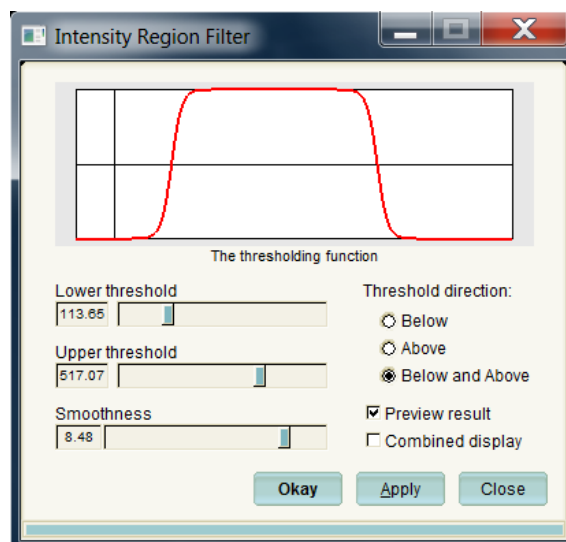 Intensity Region Filter
The thresholding function
Lower threshold
113.65
Upper threshold
517.07
Smoothness
8.48
Threshold direction:
Below
Above
Below and Above
Preview result
Combined display
Okay
Apply
Close